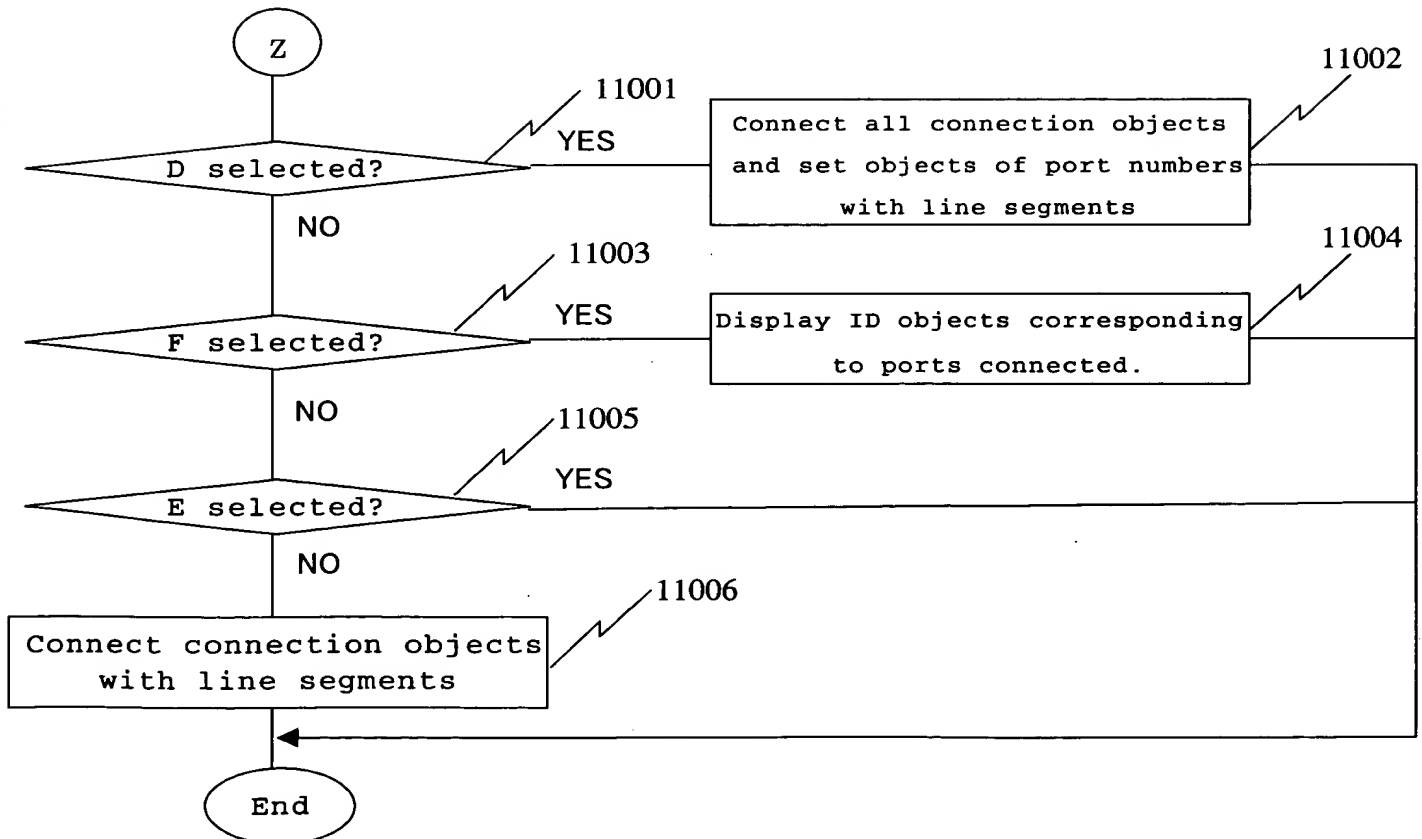 Z
11001
11002
D selected?
YES
Connect all connection objects
and set objects of port numbers
with line segments
NO
11003
11004
F selected?
YES
Display ID objects corresponding
to ports connected.
NO
11005
E selected?
YES
NO
11006
Connect connection objects
with line segments
End